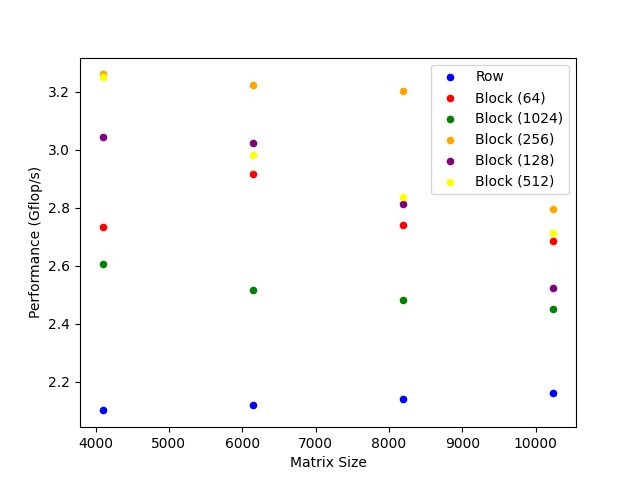 3.2
3.0
2.8
2.6
2.4
2.2
Performance (Gflop/s)
Row
Block (64)
Block (1024)
Block (256)
Block (128)
Block (512)
4000 5000 6000 7000 8000 9000 10000
Matrix Size